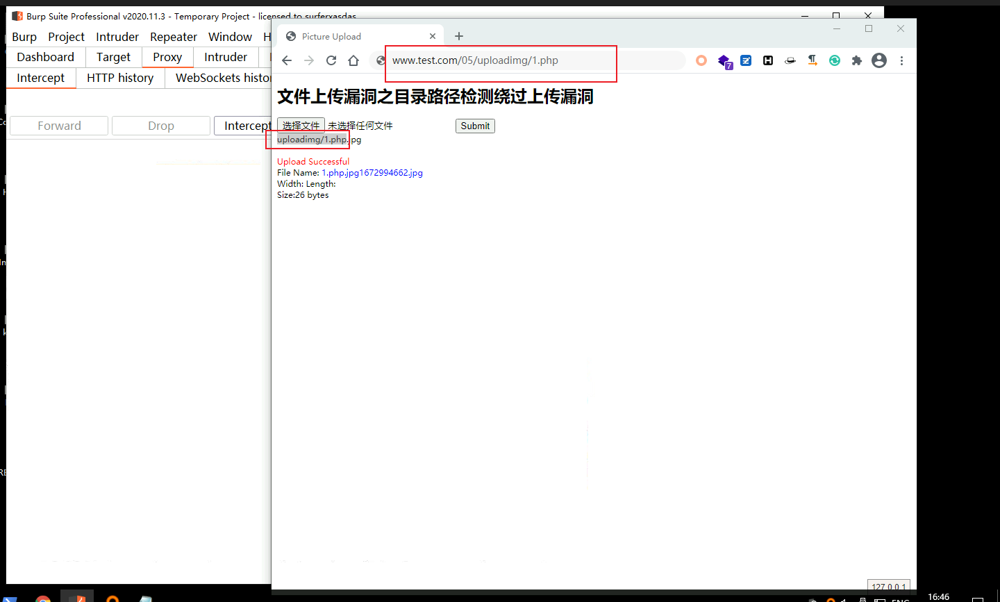 Burp Suite Professional v2020.11.3 - Temporary Project - licensed to surferxasdas
Burp Project Intruder Repeater Window H
Dashboard Target Proxy Intruder
Intercept HTTP history WebSockets histor
Forward Drop Intercept
Picture Upload
www.test.com/05/uploadimg/1.php
7
文件上传漏洞之目录路径检测绕过上传漏洞
选择文件 未选择任何文件 Submit
uploadimg/1.php.jpg
Upload Successful
File Name: 1.php.jpg1672994662.jpg
Width: Length:
Size:26 bytes
127.0.0.1
16:46
ENG